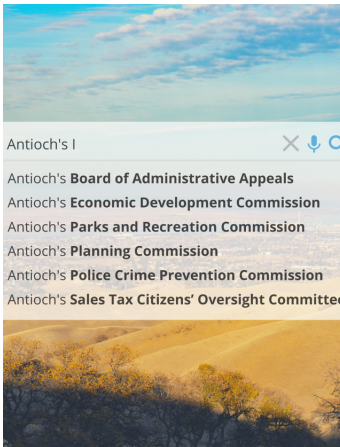 Antioch's I
Antioch's Board of Administrative Appeals
Antioch's Economic Development Commission
Antioch's Parks and Recreation Commission
Antioch's Planning Commission
Antioch's Police Crime Prevention Commission
Antioch's Sales Tax Citizens’ Oversight Committee